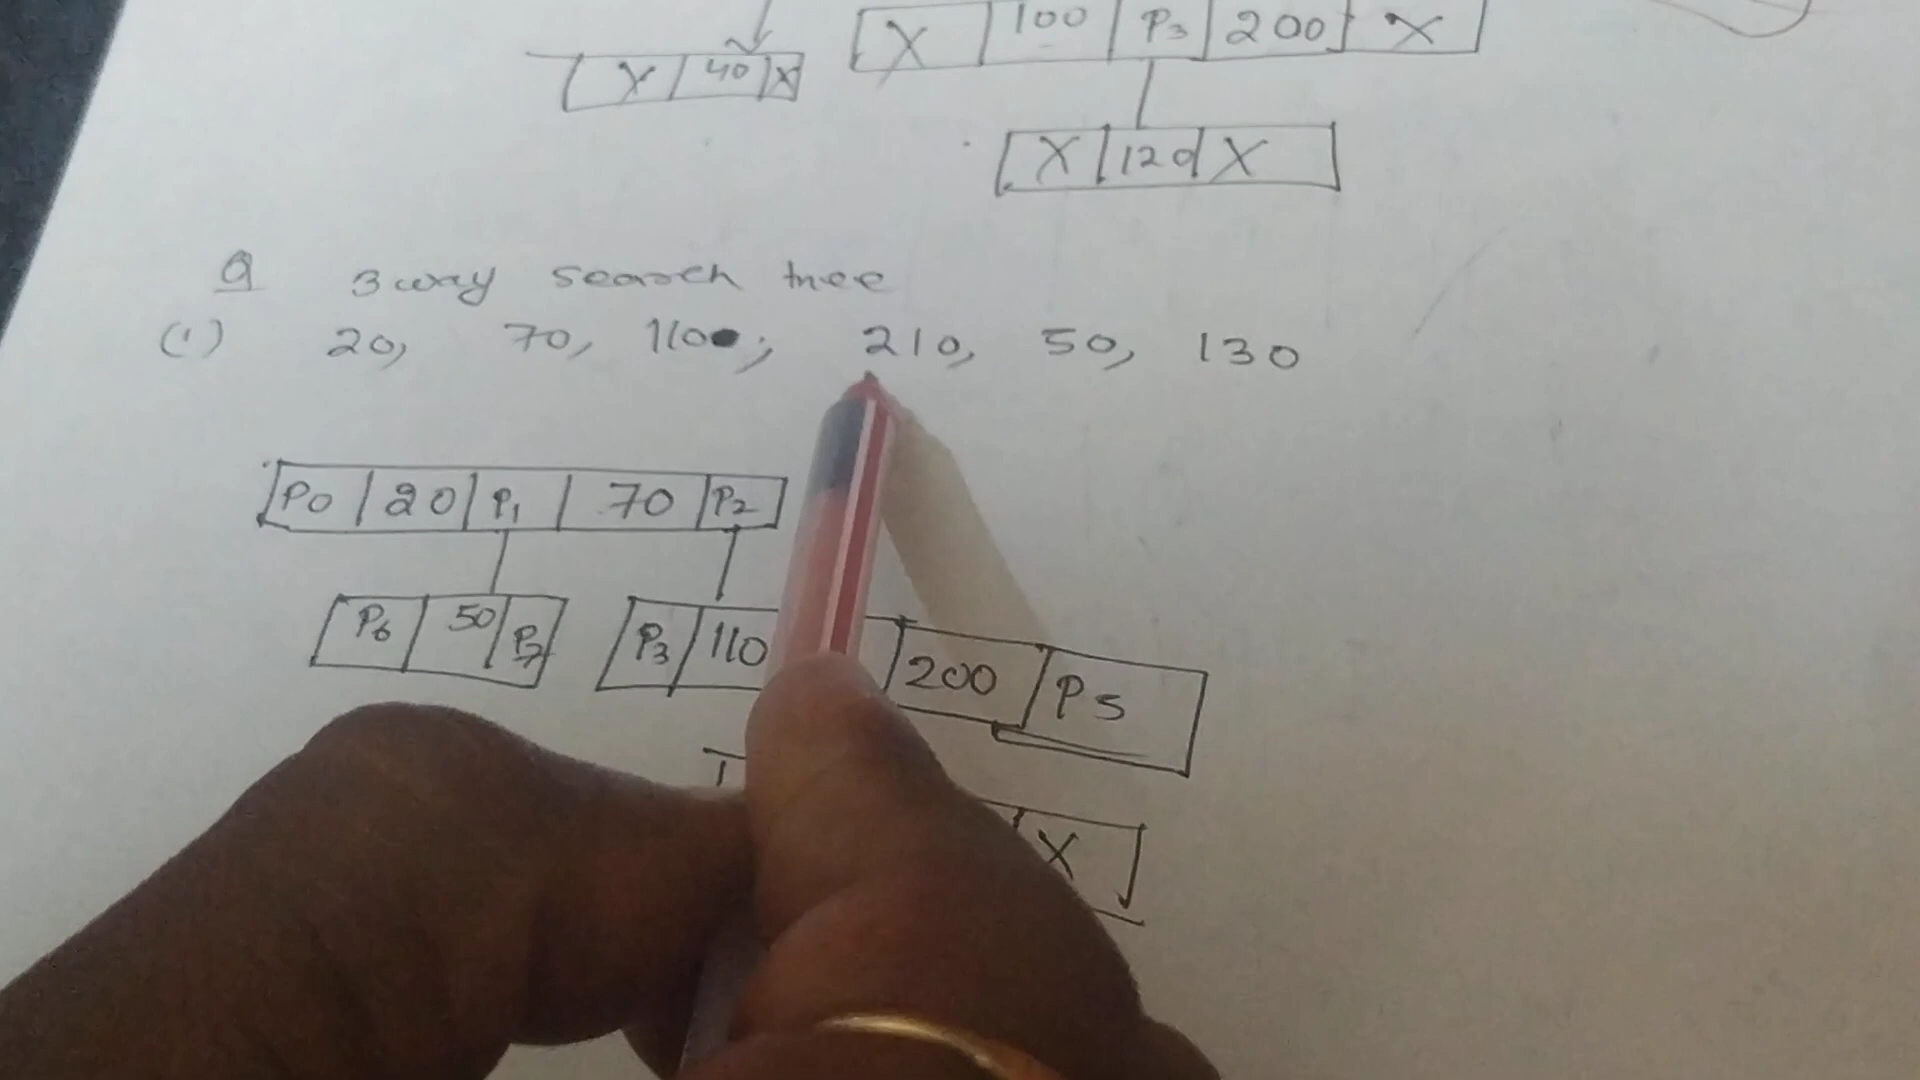 X 100 P3 200 X
X 40 X
X 120 X
Q 3 way search tree
(1) 20, 70, 110, 210, 50, 130
P0 20 P1 70 P2
P6 50 P7 P3 110 200 P5
X